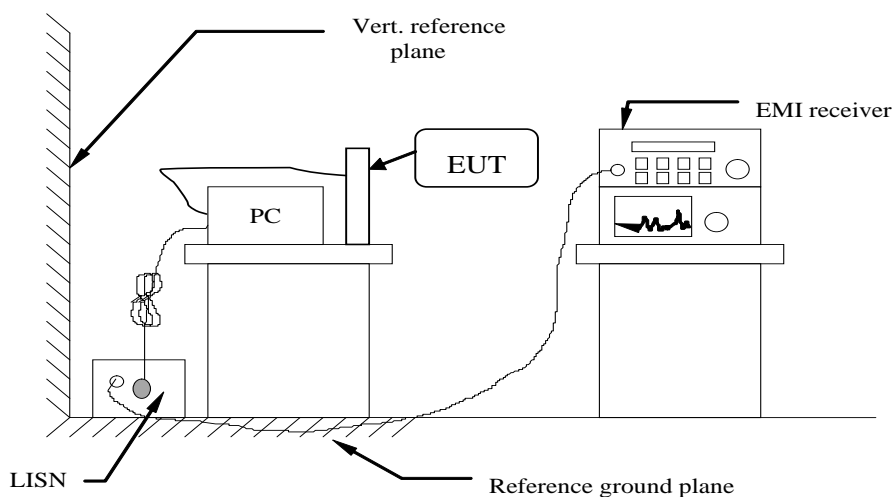 Vert. reference
plane
EMI receiver
EUT
PC
LISN
Reference ground plane